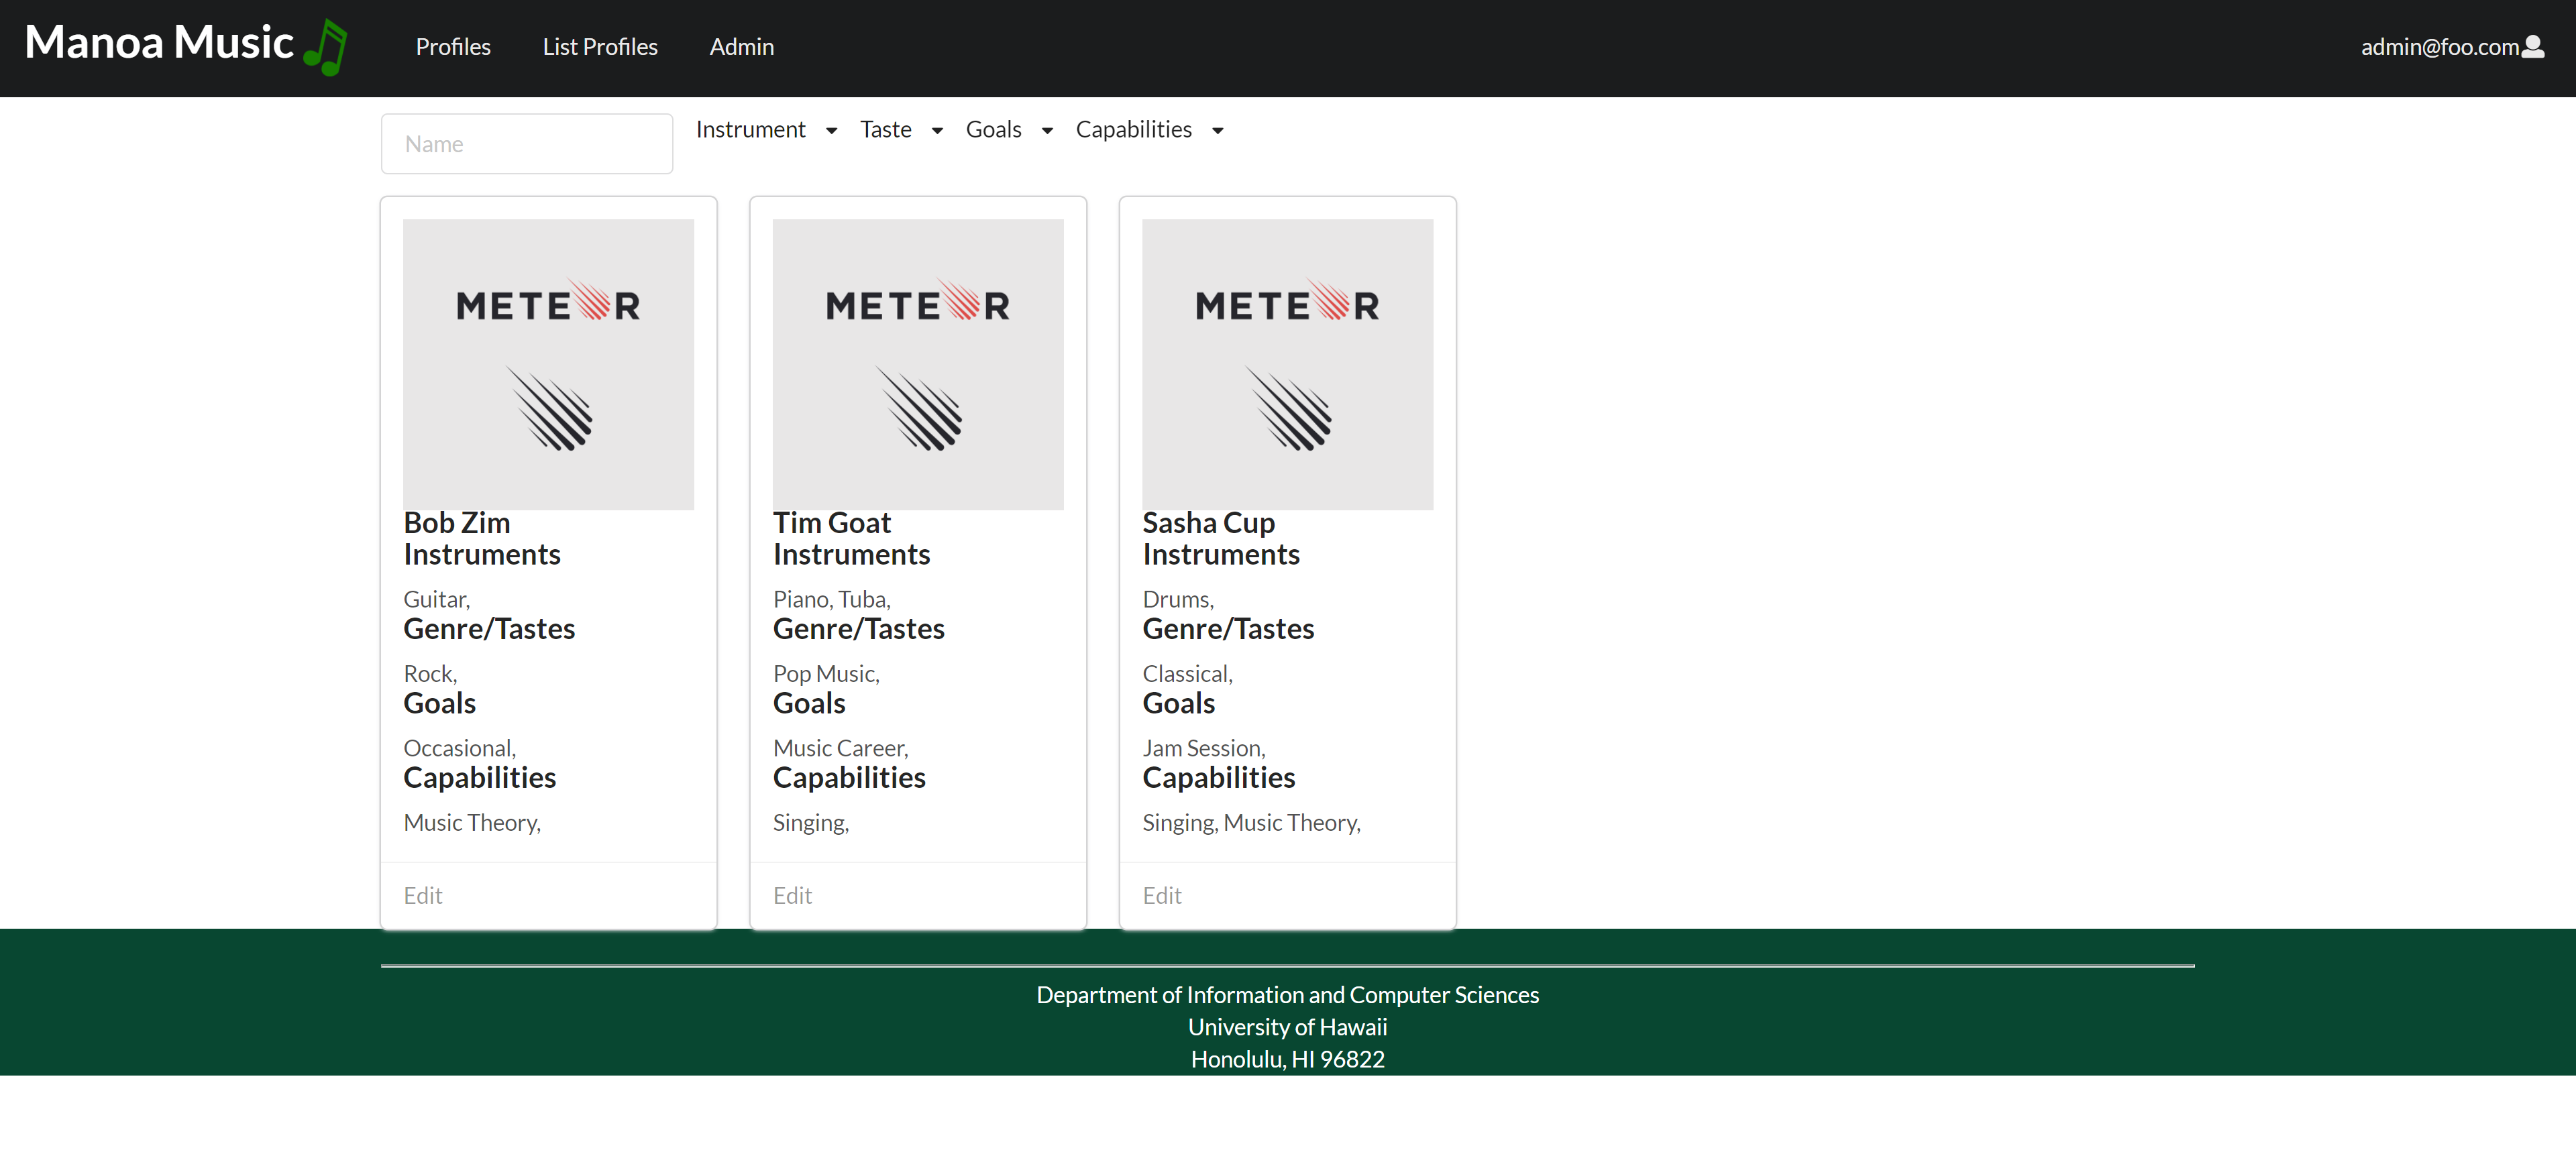 Manoa Music
Profiles
List Profiles
Admin
admin@foo.com
Name
Instrument
Taste
Goals
Capabilities
METEOR
Bob Zim
Instruments
Guitar,
Genre/Tastes
Rock,
Goals
Occasional,
Capabilities
Music Theory,
Edit
METEOR
Tim Goat
Instruments
Piano, Tuba,
Genre/Tastes
Pop Music,
Goals
Music Career,
Capabilities
Singing,
Edit
METEOR
Sasha Cup
Instruments
Drums,
Genre/Tastes
Classical,
Goals
Jam Session,
Capabilities
Singing, Music Theory,
Edit
Department of Information and Computer Sciences
University of Hawaii
Honolulu, HI 96822